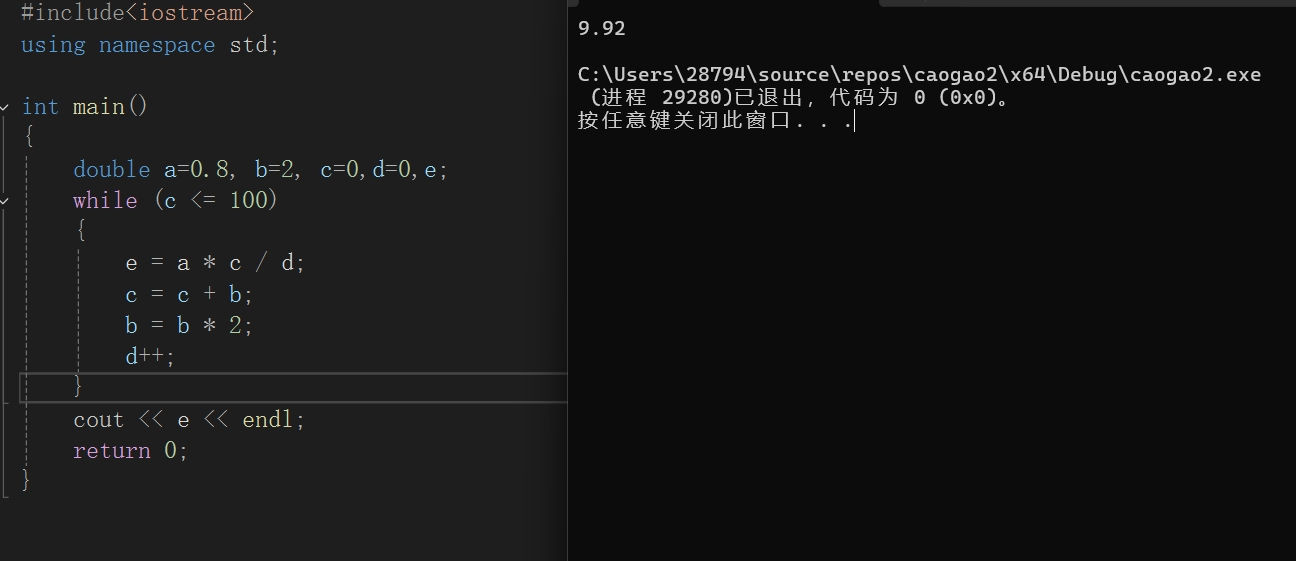 #include<iostream>
using namespace std;
int main()
{
double a=0.8, b=2, c=0,d=0,e;
while (c <= 100)
{
e = a * c / d;
c = c + b;
b = b * 2;
d++;
}
cout << e << endl;
return 0;
}
9.92
C:\Users\28794\source\repos\caogao2\x64\Debug\caogao2.exe
(进程 29280)已退出，代码为 0 (0x0)。
按任意键关闭此窗口. . .